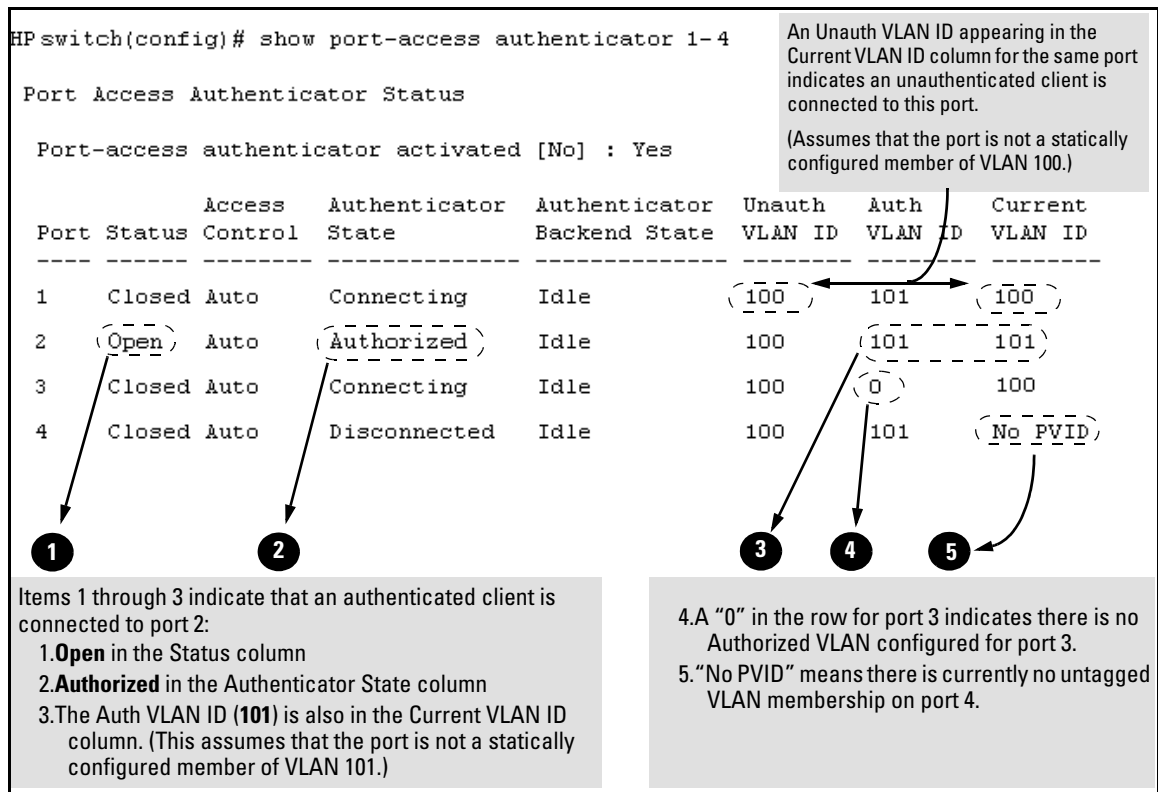 HP switch(config)# show port-access authenticator 1-4
An Unauth VLAN ID appearing in the
Current VLAN ID column for the same port
indicates an unauthenticated client is
connected to this port.
(Assumes that the port is not a statically
configured member of VLAN 100.)
Port Access Authenticator Status
Port-access authenticator activated [No] : Yes
Access Authenticator Authenticator Unauth Auth Current
Port Status Control State Backend State VLAN ID VLAN ID VLAN ID
---- ------ -------- -------------- -------------- -------- -------- --------
1 Closed Auto Connecting Idle 100 101 100
2 Open Auto Authorized Idle 100 101 101
3 Closed Auto Connecting Idle 100 0 100
4 Closed Auto Disconnected Idle 100 101 No PVID
1 2 3 4 5
Items 1 through 3 indicate that an authenticated client is
connected to port 2:
1.Open in the Status column
2.Authorized in the Authenticator State column
3.The Auth VLAN ID (101) is also in the Current VLAN ID
column. (This assumes that the port is not a statically
configured member of VLAN 101.)
4.A “0” in the row for port 3 indicates there is no
Authorized VLAN configured for port 3.
5.“No PVID” means there is currently no untagged
VLAN membership on port 4.